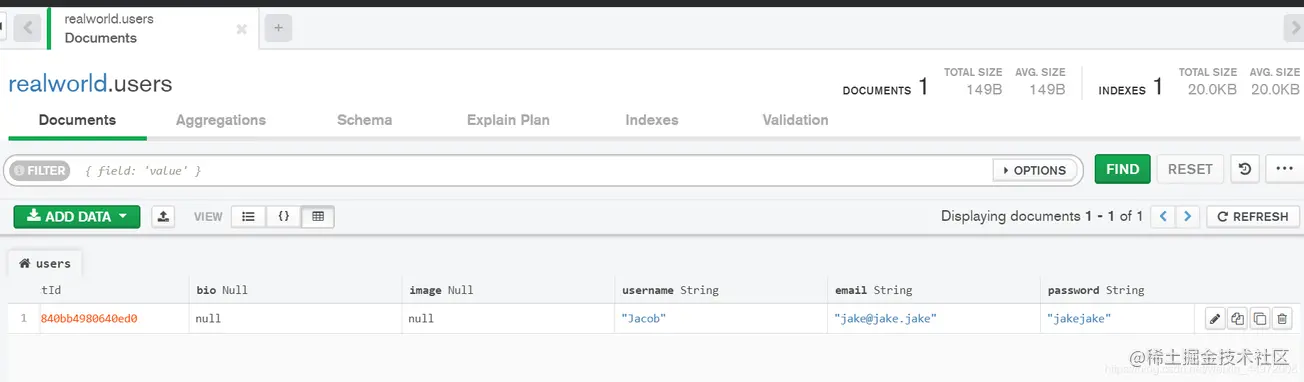 realworld.users
Documents
realworld.users
DOCUMENTS 1 TOTAL SIZE 149B AVG. SIZE 149B INDEXES 1 TOTAL SIZE 20.0KB AVG. SIZE 20.0KB
Documents Aggregations Schema Explain Plan Indexes Validation
FILTER { field: 'value' } OPTIONS FIND RESET
ADD DATA VIEW {} Displaying documents 1 - 1 of 1 REFRESH
users
tId bio Null image Null username String email String password String
1 840bb4980640ed0 null null "Jacob" "jake@jake.jake" "jakejake"
@稀土掘金技术社区